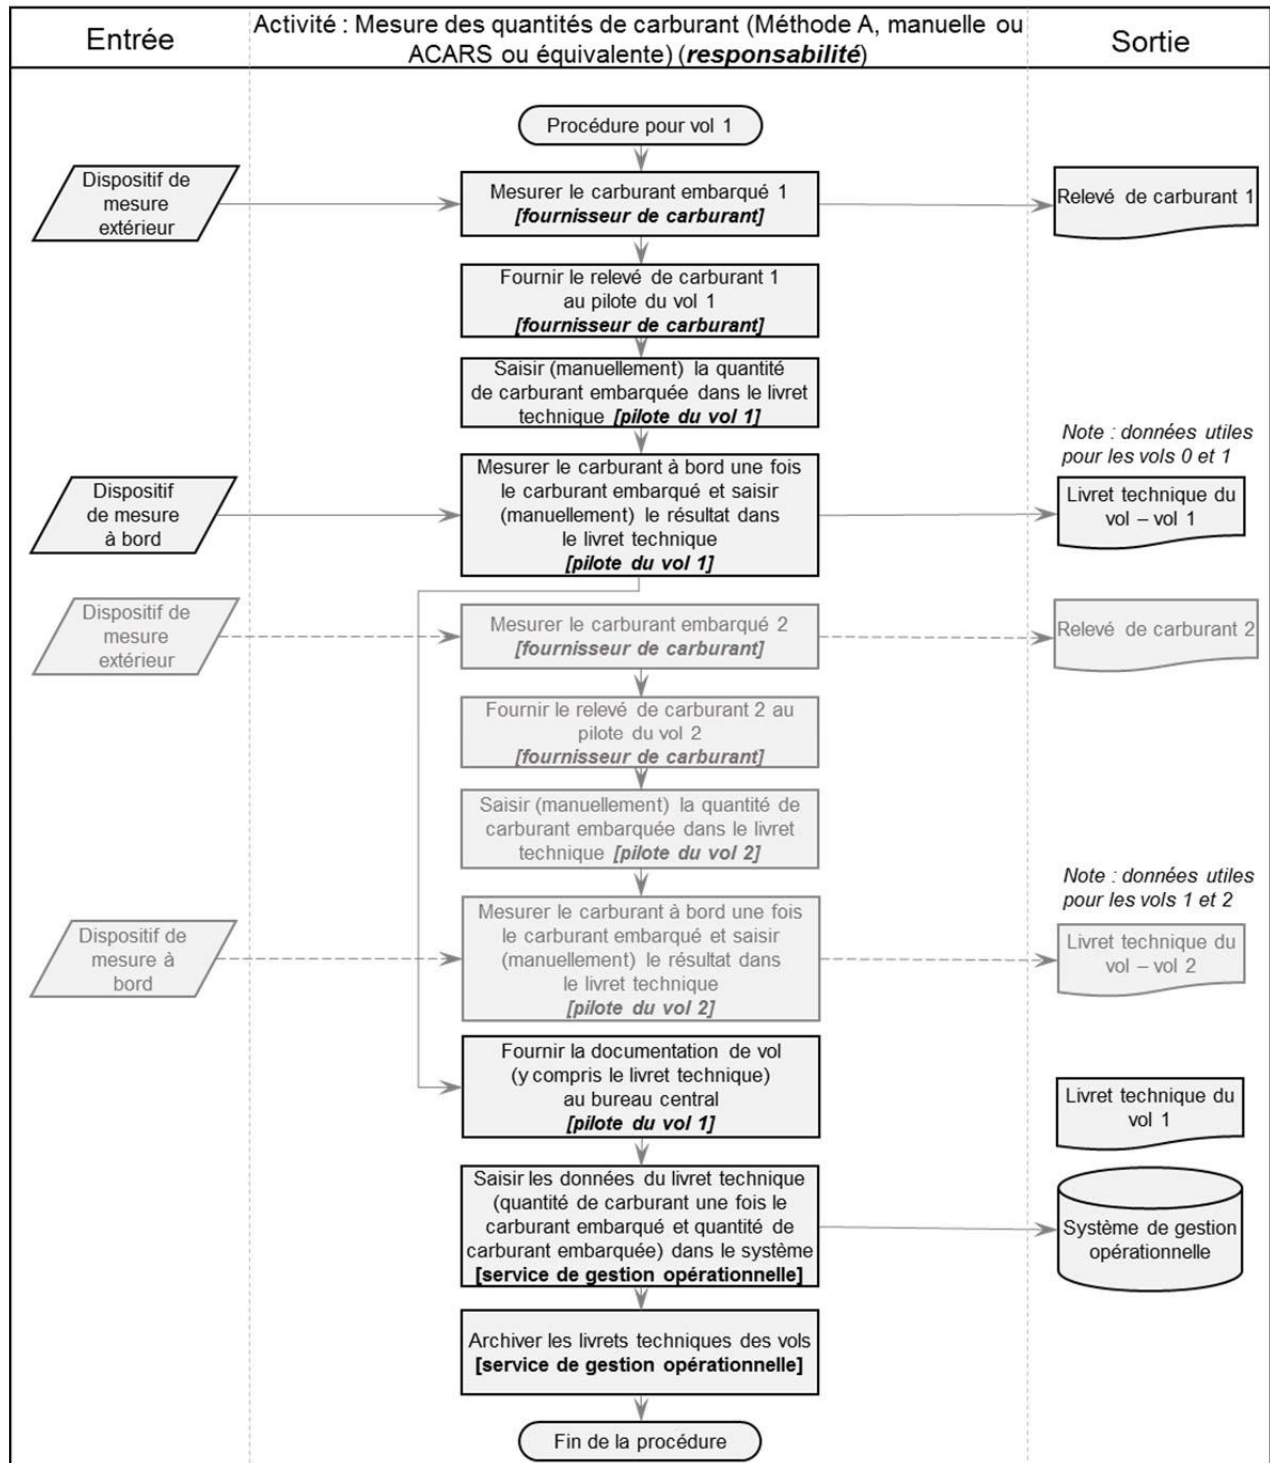 Entrée
Activité : Mesure des quantités de carburant (Méthode A, manuelle ou
ACARS ou équivalente) (responsabilité)
Sortie
Procédure pour vol 1
Dispositif de
mesure
extérieur
Mesurer le carburant embarqué 1
[fournisseur de carburant]
Relevé de carburant 1
Fournir le relevé de carburant 1
au pilote du vol 1
[fournisseur de carburant]
Saisir (manuellement) la quantité
de carburant embarquée dans le livret
technique [pilote du vol 1]
Dispositif
de mesure
à bord
Mesurer le carburant à bord une fois
le carburant embarqué et saisir
(manuellement) le résultat dans
le livret technique
[pilote du vol 1]
Note : données utiles
pour les vols 0 et 1
Livret technique du
vol – vol 1
Dispositif de
mesure
extérieur
Mesurer le carburant embarqué 2
[fournisseur de carburant]
Relevé de carburant 2
Fournir le relevé de carburant 2 au
pilote du vol 2
[fournisseur de carburant]
Saisir (manuellement) la quantité de
carburant embarquée dans le livret
technique [pilote du vol 2]
Dispositif de
mesure à
bord
Mesurer le carburant à bord une fois
le carburant embarqué et saisir
(manuellement) le résultat dans
le livret technique
[pilote du vol 2]
Note : données utiles
pour les vols 1 et 2
Livret technique du
vol – vol 2
Fournir la documentation de vol
(y compris le livret technique)
au bureau central
[pilote du vol 1]
Livret technique du
vol 1
Saisir les données du livret technique
(quantité de carburant une fois le
carburant embarqué et quantité de
carburant embarquée) dans le système
[service de gestion opérationnelle]
Système de gestion
opérationnelle
Archiver les livrets techniques des vols
[service de gestion opérationnelle]
Fin de la procédure